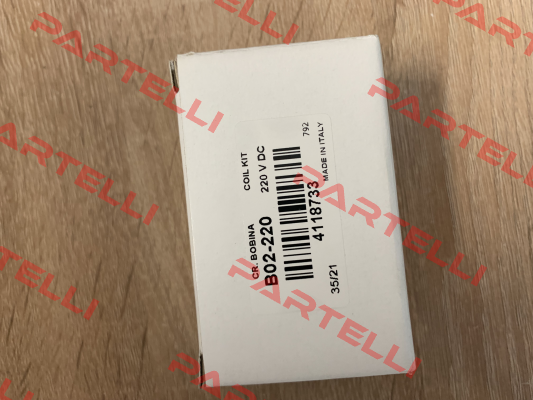 CR. BOBINA COIL KIT
B02-220 220 V DC
4118733
35/21 MADE IN ITALY 792
PARTELLI
PARTELLI
PARTELLI
PARTELLI
PARTELLI
PARTELLI
PARTELLI